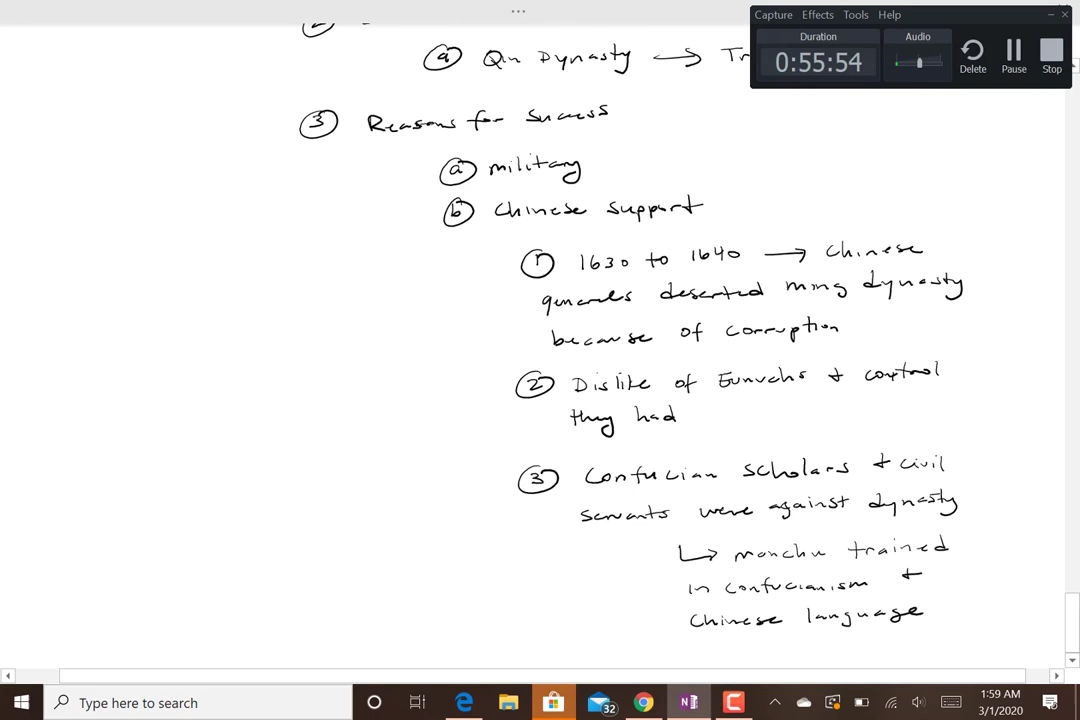 Capture Effects Tools Help
Duration
Audio
0:55:54
Delete Pause Stop
(a) Qin Dynasty → Tr
(3) Reasons for Success
(a) military
(b) Chinese support
(1) 1630 to 1640 → Chinese
generals deserted ming dynasty
because of corruption
(2) Dislike of Eunuchs + control
they had
(3) Confucian scholars + civil
servants were against dynasty
↳ manchu trained
in confucianism +
Chinese language
Type here to search
32
1:59 AM
3/1/2020